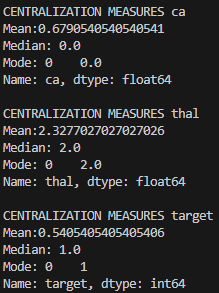 CENTRALIZATION MEASURES ca
Mean:0.6790540540540541
Median: 0.0
Mode: 0    0.0
Name: ca, dtype: float64

CENTRALIZATION MEASURES thal
Mean:2.3277027027027026
Median: 2.0
Mode: 0    2.0
Name: thal, dtype: float64

CENTRALIZATION MEASURES target
Mean:0.5405405405405406
Median: 1.0
Mode: 0    1
Name: target, dtype: int64